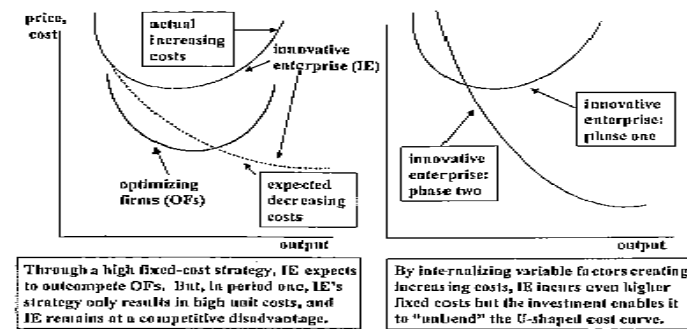 price,
cost
actual
increasing
costs
innovative
enterprise (IE)
optimizing
firms (OFs)
expected
decreasing
costs
output
Through a high fixed-cost strategy, IE expects
to outcompete OFs. But, in period one, IE's
strategy only results in high unit costs, and
IE remains at a competitive disadvantage.
innovative
enterprise:
phase one
innovative
enterprise:
phase two
output
By internalizing variable factors creating
increasing costs, IE incurs even higher
fixed costs but the investment enables it
to "unbend" the U-shaped cost curve.